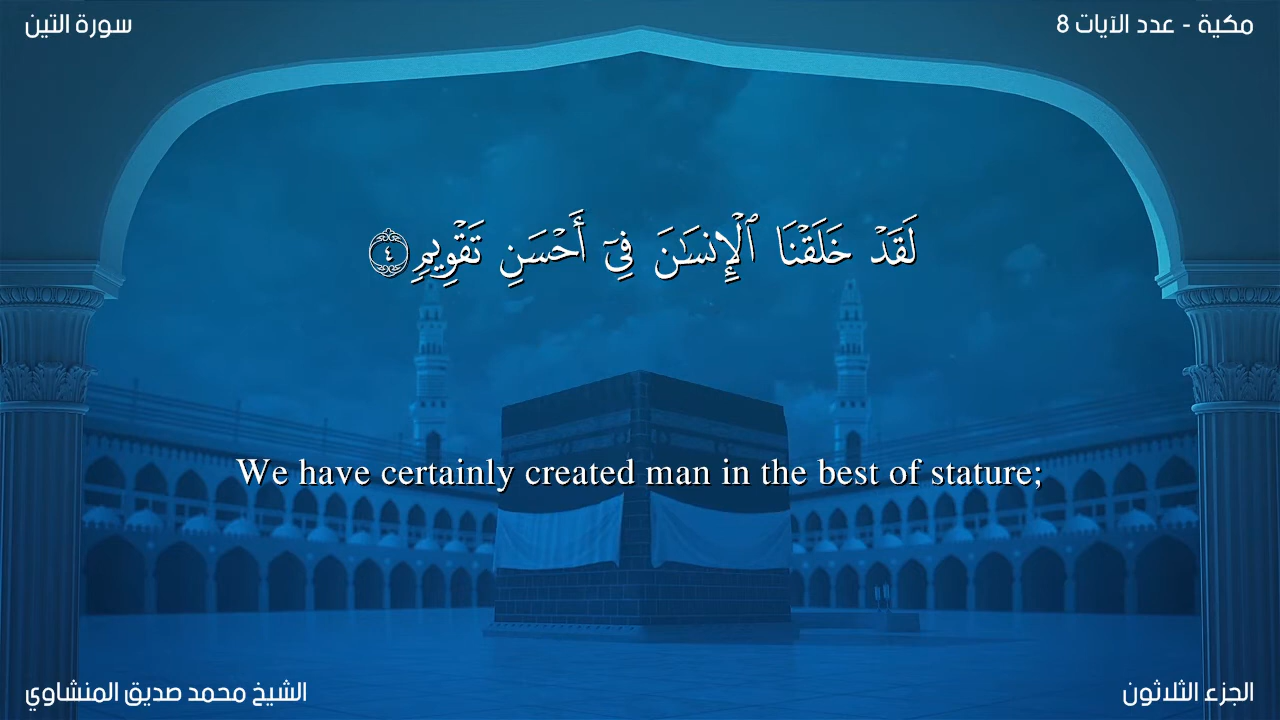 مكية - عدد الآيات 8
سورة التين
لَقَدْ خَلَقْنَا ٱلْإِنسَـٰنَ فِىٓ أَحْسَنِ تَقْوِيمٍ ٤
We have certainly created man in the best of stature;
الجزء الثلاثون
الشيخ محمد صديق المنشاوي